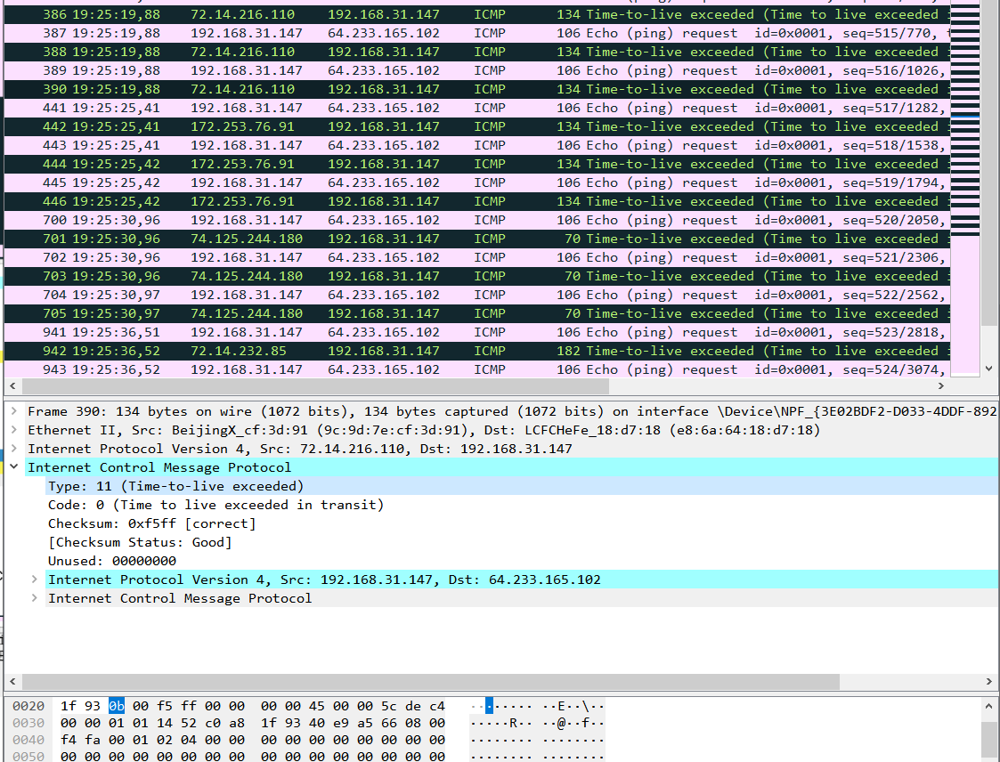 386 19:25:19,88 72.14.216.110 192.168.31.147 ICMP 134 Time-to-live exceeded (Time to live exceeded
387 19:25:19,88 192.168.31.147 64.233.165.102 ICMP 106 Echo (ping) request id=0x0001, seq=515/770,
388 19:25:19,88 72.14.216.110 192.168.31.147 ICMP 134 Time-to-live exceeded (Time to live exceeded
389 19:25:19,88 192.168.31.147 64.233.165.102 ICMP 106 Echo (ping) request id=0x0001, seq=516/1026,
390 19:25:19,88 72.14.216.110 192.168.31.147 ICMP 134 Time-to-live exceeded (Time to live exceeded
441 19:25:25,41 192.168.31.147 64.233.165.102 ICMP 106 Echo (ping) request id=0x0001, seq=517/1282,
442 19:25:25,41 172.253.76.91 192.168.31.147 ICMP 134 Time-to-live exceeded (Time to live exceeded
443 19:25:25,41 192.168.31.147 64.233.165.102 ICMP 106 Echo (ping) request id=0x0001, seq=518/1538,
444 19:25:25,42 172.253.76.91 192.168.31.147 ICMP 134 Time-to-live exceeded (Time to live exceeded
445 19:25:25,42 192.168.31.147 64.233.165.102 ICMP 106 Echo (ping) request id=0x0001, seq=519/1794,
446 19:25:25,42 172.253.76.91 192.168.31.147 ICMP 134 Time-to-live exceeded (Time to live exceeded
700 19:25:30,96 192.168.31.147 64.233.165.102 ICMP 106 Echo (ping) request id=0x0001, seq=520/2050,
701 19:25:30,96 74.125.244.180 192.168.31.147 ICMP 70 Time-to-live exceeded (Time to live exceeded
702 19:25:30,96 192.168.31.147 64.233.165.102 ICMP 106 Echo (ping) request id=0x0001, seq=521/2306,
703 19:25:30,96 74.125.244.180 192.168.31.147 ICMP 70 Time-to-live exceeded (Time to live exceeded
704 19:25:30,97 192.168.31.147 64.233.165.102 ICMP 106 Echo (ping) request id=0x0001, seq=522/2562,
705 19:25:30,97 74.125.244.180 192.168.31.147 ICMP 70 Time-to-live exceeded (Time to live exceeded
941 19:25:36,51 192.168.31.147 64.233.165.102 ICMP 106 Echo (ping) request id=0x0001, seq=523/2818,
942 19:25:36,52 72.14.232.85 192.168.31.147 ICMP 182 Time-to-live exceeded (Time to live exceeded
943 19:25:36,52 192.168.31.147 64.233.165.102 ICMP 106 Echo (ping) request id=0x0001, seq=524/3074,
Frame 390: 134 bytes on wire (1072 bits), 134 bytes captured (1072 bits) on interface \Device\NPF_{3E02BDF2-D033-4DDF-892
Ethernet II, Src: BeijingX_cf:3d:91 (9c:9d:7e:cf:3d:91), Dst: LCFCHeFe_18:d7:18 (e8:6a:64:18:d7:18)
Internet Protocol Version 4, Src: 72.14.216.110, Dst: 192.168.31.147
Internet Control Message Protocol
Type: 11 (Time-to-live exceeded)
Code: 0 (Time to live exceeded in transit)
Checksum: 0xf5ff [correct]
[Checksum Status: Good]
Unused: 00000000
Internet Protocol Version 4, Src: 192.168.31.147, Dst: 64.233.165.102
Internet Control Message Protocol
0020 1f 93 0b 00 f5 ff 00 00 00 00 45 00 00 5c de c4 ········ ··E··\··
0030 00 00 01 01 14 52 c0 a8 1f 93 40 e9 a5 66 08 00 ·····R·· ··@··f··
0040 f4 fa 00 01 02 04 00 00 00 00 00 00 00 00 00 00 ········ ········
0050 00 00 00 00 00 00 00 00 00 00 00 00 00 00 00 00 ········ ········